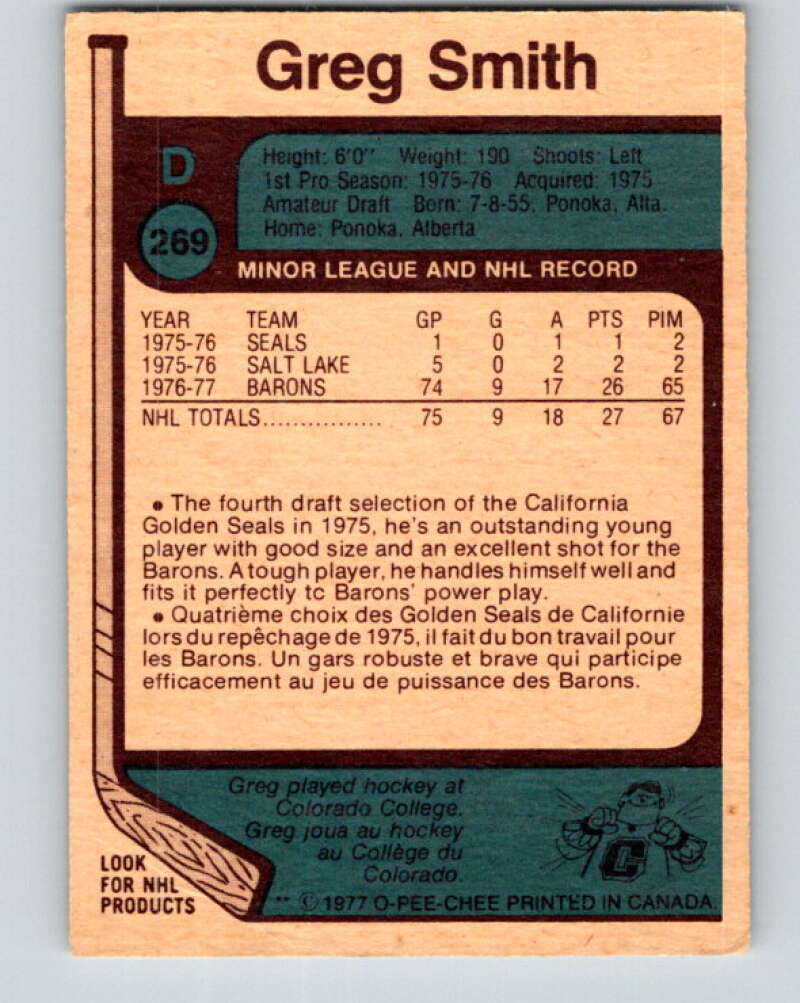 Greg Smith
D
269
Height: 6'0" Weight: 190 Shoots: Left
1st Pro Season: 1975-76 Acquired: 1975
Amateur Draft Born: 7-8-55, Ponoka, Alta.
Home: Ponoka, Alberta
MINOR LEAGUE AND NHL RECORD
YEAR TEAM GP G A PTS PIM
1975-76 SEALS 1 0 1 1 2
1975-76 SALT LAKE 5 0 2 2 2
1976-77 BARONS 74 9 17 26 65
NHL TOTALS................ 75 9 18 27 67
• The fourth draft selection of the California
Golden Seals in 1975, he's an outstanding young
player with good size and an excellent shot for the
Barons. A tough player, he handles himself well and
fits it perfectly tc Barons' power play.
• Quatrième choix des Golden Seals de Californie
lors du repêchage de 1975, il fait du bon travail pour
les Barons. Un gars robuste et brave qui participe
efficacement au jeu de puissance des Barons.
Greg played hockey at
Colorado College.
Greg joua au hockey
au Collège du
Colorado.
C
LOOK
FOR NHL
PRODUCTS
** © 1977 O-PEE-CHEE PRINTED IN CANADA.